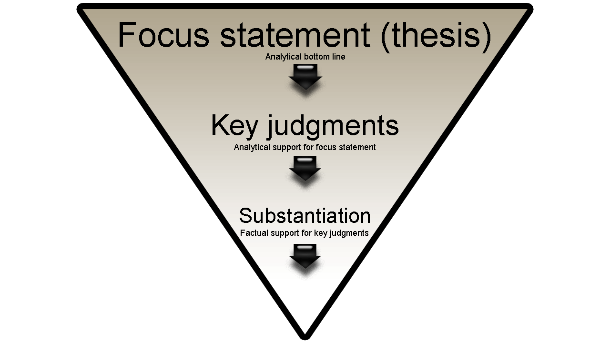 Focus statement (thesis)
Analytical bottom line
Key judgments
Analytical support for focus statement
Substantiation
Factual support for key judgments